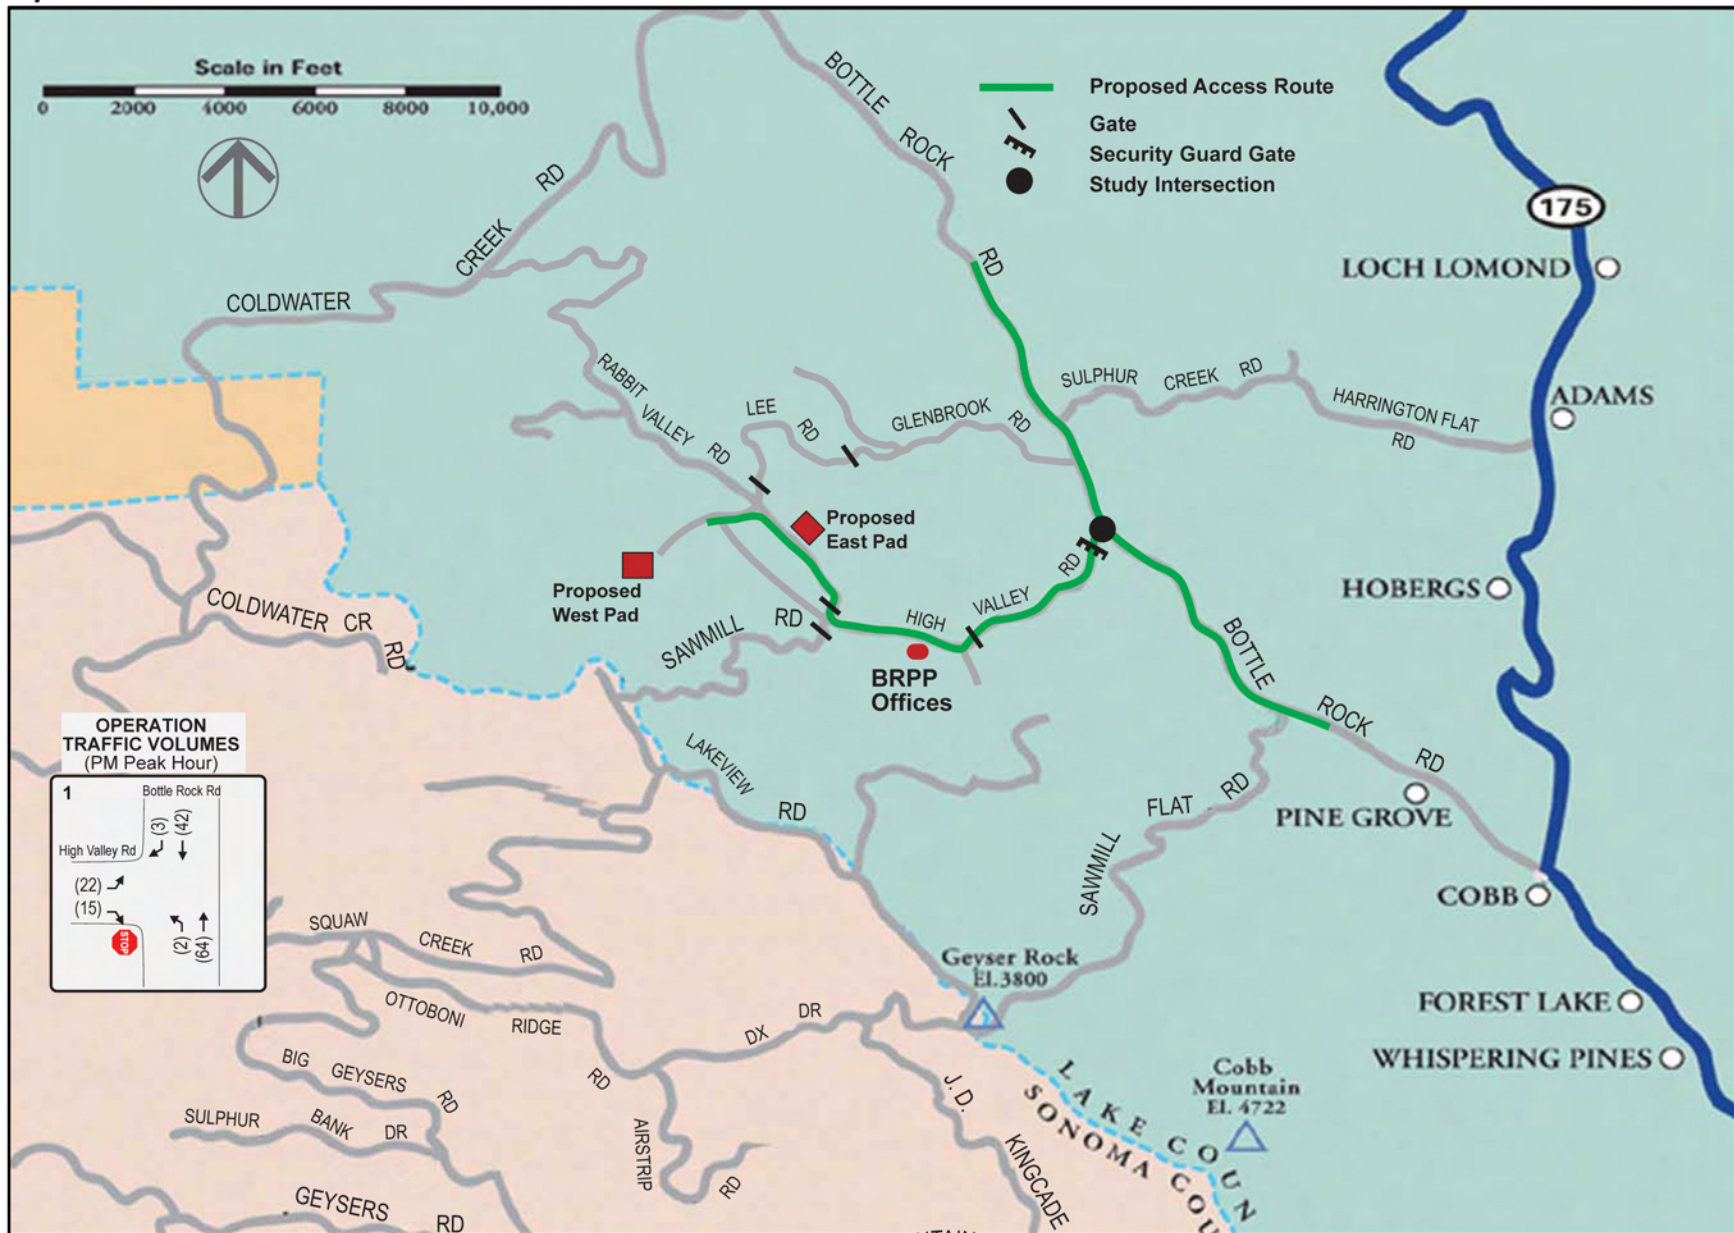 Scale in Feet
0 2000 4000 6000 8000 10,000
Proposed Access Route
Gate
Security Guard Gate
Study Intersection
BOTTLE
ROCK
RD
175
LOCH LOMOND
ADAMS
HOBERGS
PINE GROVE
COBB
FOREST LAKE
WHISPERING PINES
COLDWATER
CREEK
RD
RABBIT
VALLEY
RD
LEE
RD
GLENBROOK
RD
SULPHUR
CREEK
RD
HARRINGTON FLAT
RD
Proposed
East Pad
Proposed
West Pad
SAWMILL
RD
HIGH
VALLEY
RD
BRPP
Offices
BOTTLE
ROCK
RD
COLDWATER CR
RD
LAKEVIEW
RD
SAWMILL
FLAT
RD
OPERATION
TRAFFIC VOLUMES
(PM Peak Hour)
1
Bottle Rock Rd
(3)
(42)
High Valley Rd
(22)
(15)
STOP
(2)
(64)
SQUAW
CREEK
RD
OTTOBONI
RIDGE
RD
DX
DR
Geyser Rock
El.3800
Cobb
Mountain
El. 4722
LAKE COUN
SONOMA COU
BIG
GEYSERS
RD
SULPHUR
BANK
DR
AIRSTRIP
RD
J. D.
KINGCADE
GEYSERS
RD